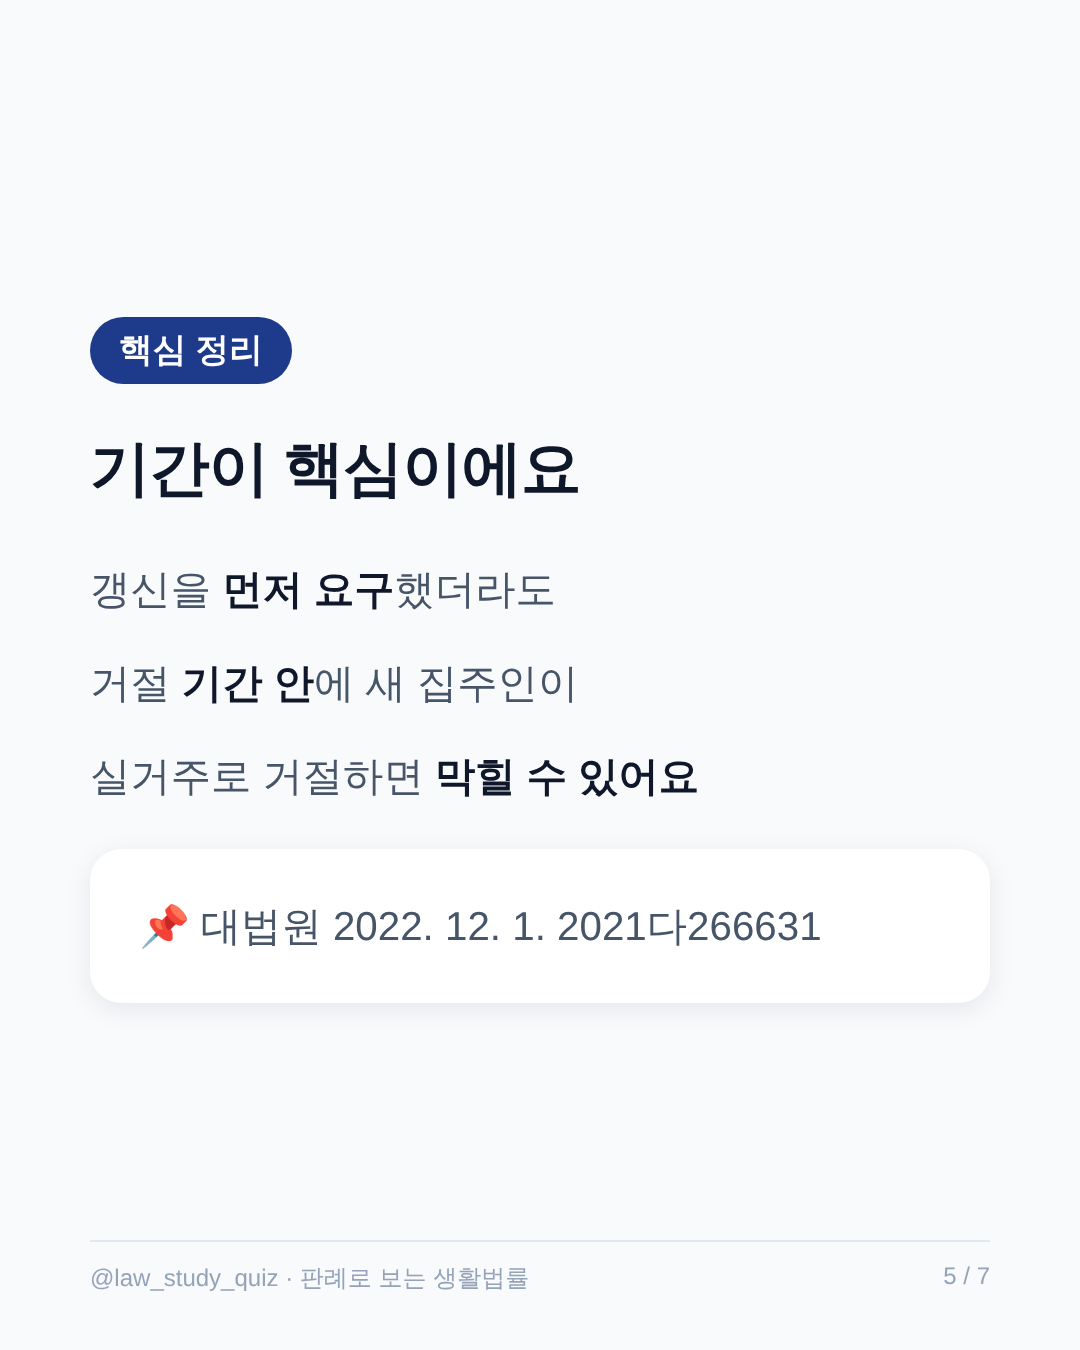 핵심 정리
기간이 핵심이에요
갱신을 먼저 요구했더라도
거절 기간 안에 새 집주인이
실거주로 거절하면 막힐 수 있어요
📌 대법원 2022. 12. 1. 2021다266631
@law_study_quiz · 판례로 보는 생활법률
5 / 7